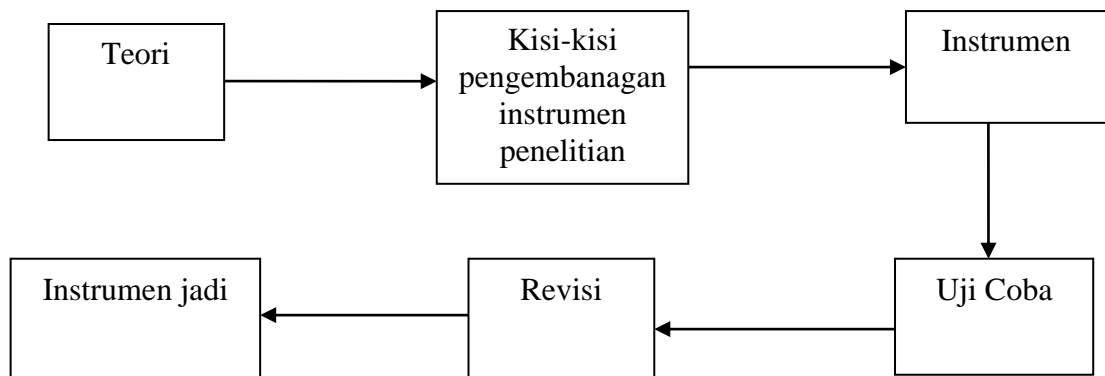 Teori
Kisi-kisi
pengembanagan
instrumen
penelitian
Instrumen
Uji Coba
Revisi
Instrumen jadi